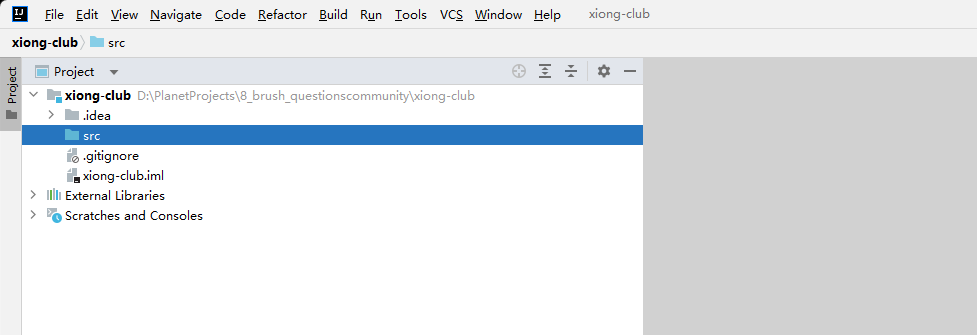 IJ File Edit View Navigate Code Refactor Build Run Tools VCS Window Help xiong-club
xiong-club src
Project
Project
xiong-club D:\PlanetProjects\8_brush_questionscommunity\xiong-club
.idea
src
.gitignore
xiong-club.iml
External Libraries
Scratches and Consoles